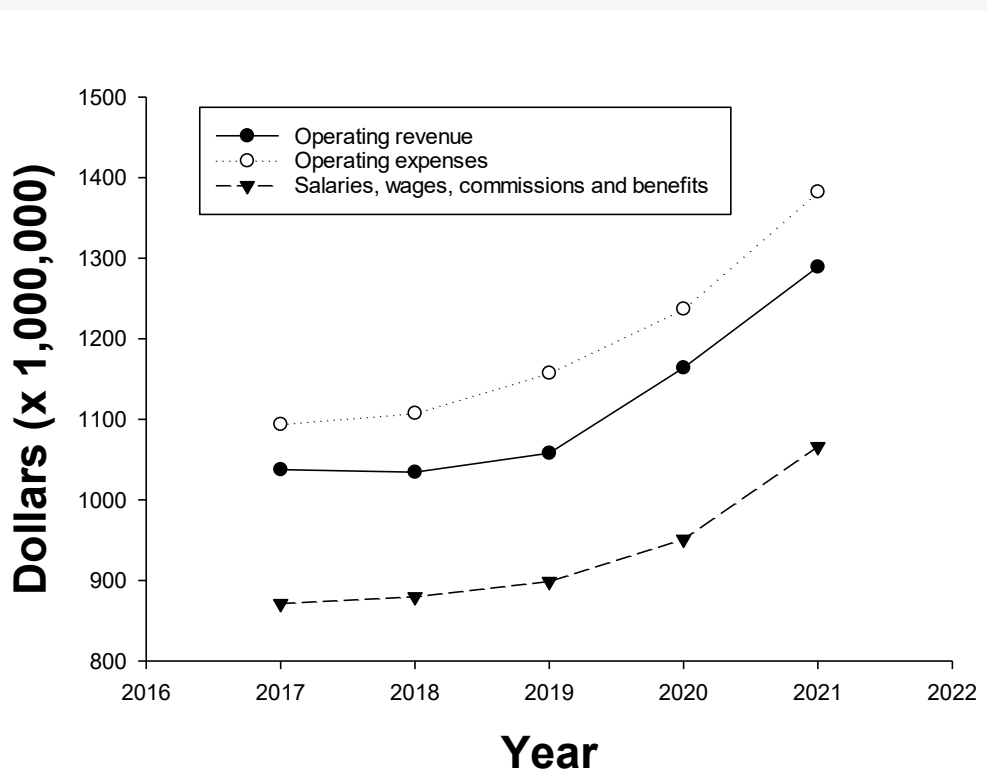 1500
1400
1300
1200
1100
1000
900
800
Dollars (x 1,000,000)
Operating revenue
Operating expenses
Salaries, wages, commissions and benefits
2016 2017 2018 2019 2020 2021 2022
Year